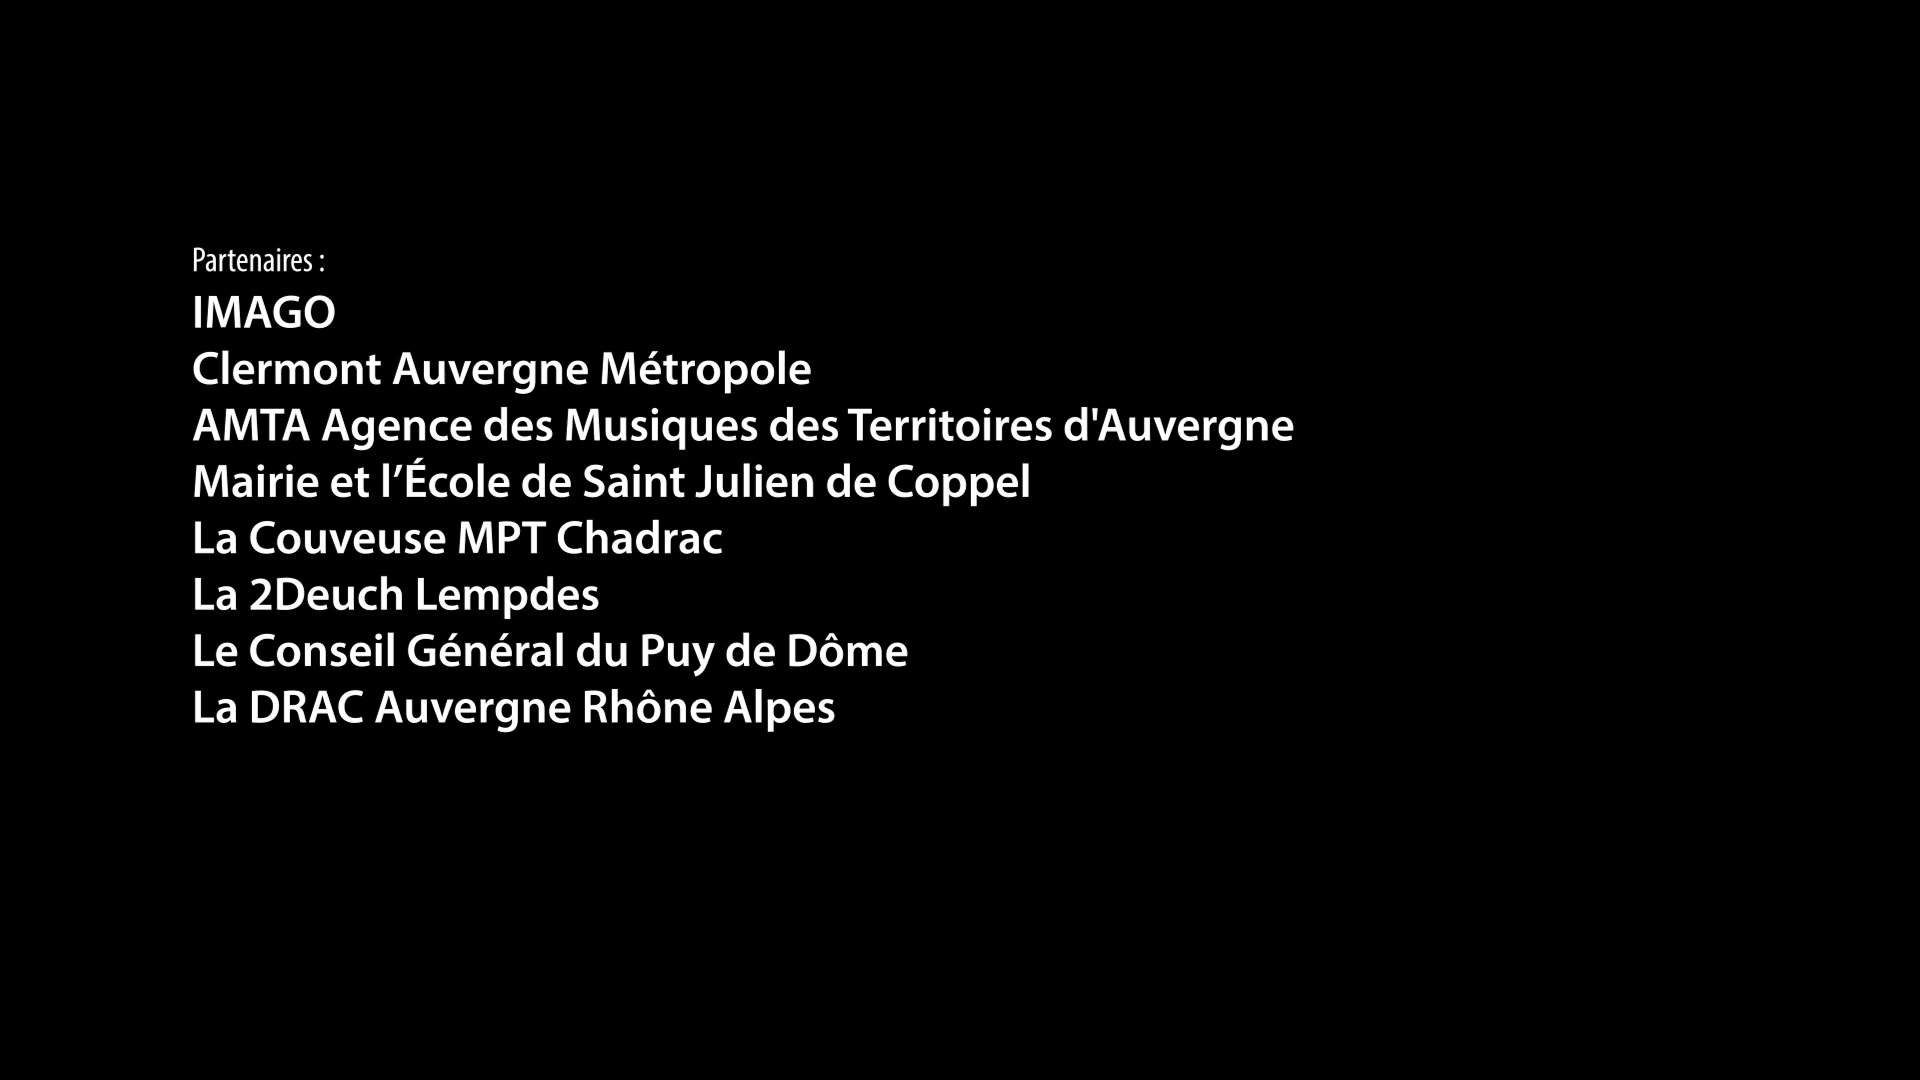 Partenaires :
IMAGO
Clermont Auvergne Métropole
AMTA Agence des Musiques des Territoires d'Auvergne
Mairie et l’École de Saint Julien de Coppel
La Couveuse MPT Chadrac
La 2Deuch Lempdes
Le Conseil Général du Puy de Dôme
La DRAC Auvergne Rhône Alpes